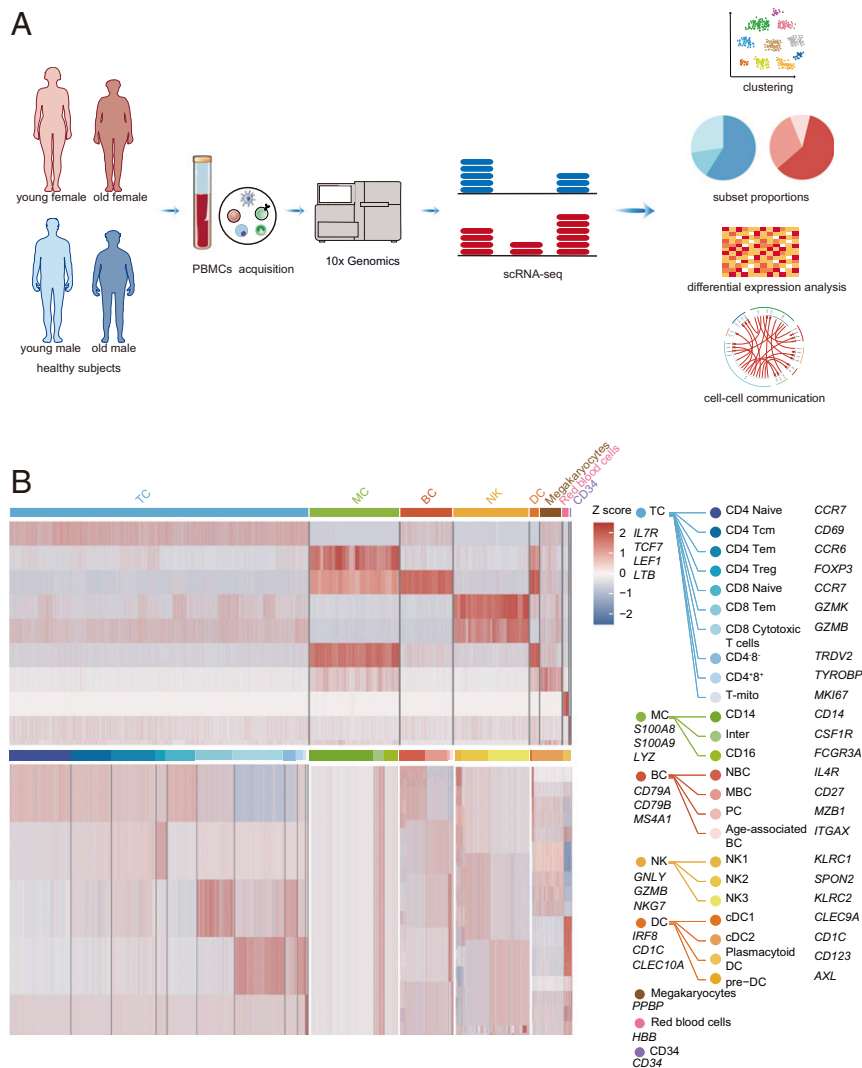 A
young female
old female
young male
old male
healthy subjects
PBMCs acquisition
10x Genomics
scRNA-seq
clustering
subset proportions
differential expression analysis
cell-cell communication
B
TC
MC
BC
NK
DC
Megakaryocytes
Red blood cells
CD34
Z score
2
1
0
−1
−2
TC
IL7R
TCF7
LEF1
LTB
CD4 Naive CCR7
CD4 Tcm CD69
CD4 Tem CCR6
CD4 Treg FOXP3
CD8 Naive CCR7
CD8 Tem GZMK
CD8 Cytotoxic GZMB
T cells
CD4-8- TRDV2
CD4+8+ TYROBP
T-mito MKI67
MC
S100A8
S100A9
LYZ
CD14 CD14
Inter CSF1R
CD16 FCGR3A
BC
CD79A
CD79B
MS4A1
NBC IL4R
MBC CD27
PC MZB1
Age-associated ITGAX
BC
NK
GNLY
GZMB
NKG7
NK1 KLRC1
NK2 SPON2
NK3 KLRC2
DC
IRF8
CD1C
CLEC10A
cDC1 CLEC9A
cDC2 CD1C
Plasmacytoid CD123
DC
pre−DC AXL
Megakaryocytes
PPBP
Red blood cells
HBB
CD34
CD34